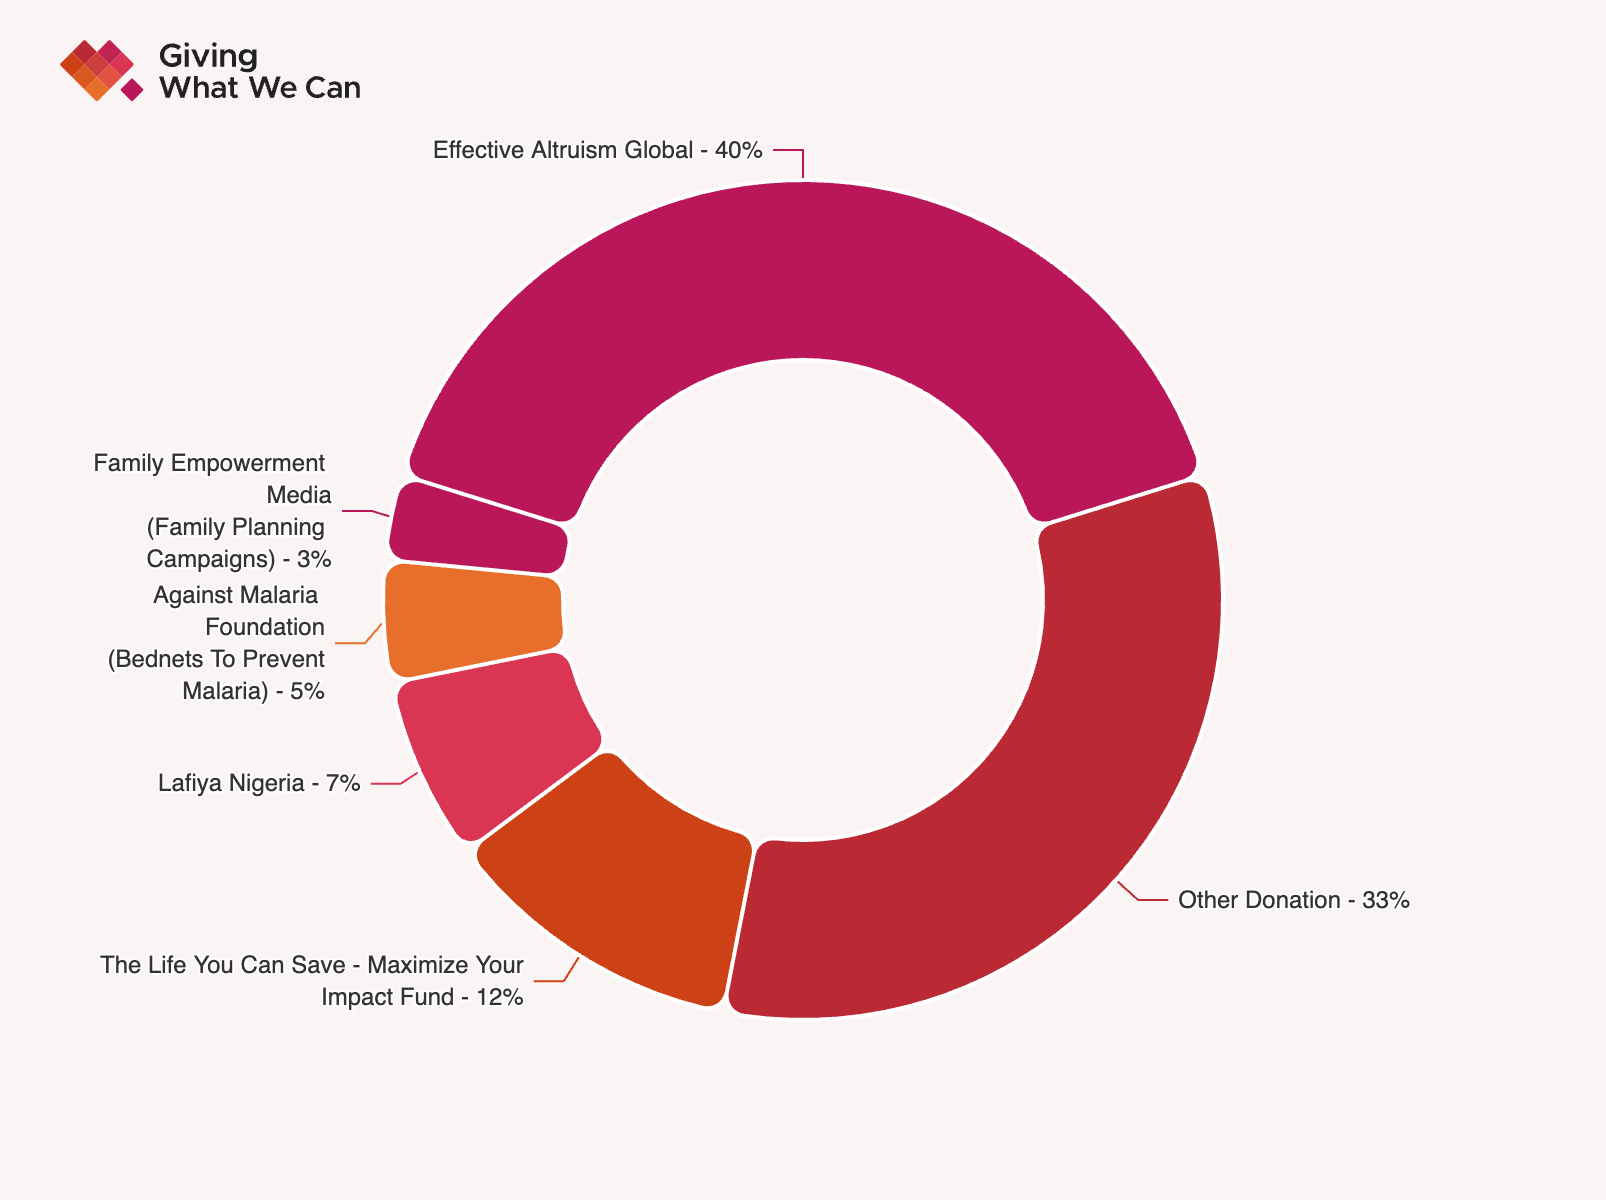 Giving
What We Can
Effective Altruism Global - 40%
Family Empowerment
Media
(Family Planning
Campaigns) - 3%
Against Malaria
Foundation
(Bednets To Prevent
Malaria) - 5%
Lafiya Nigeria - 7%
Other Donation - 33%
The Life You Can Save - Maximize Your
Impact Fund - 12%